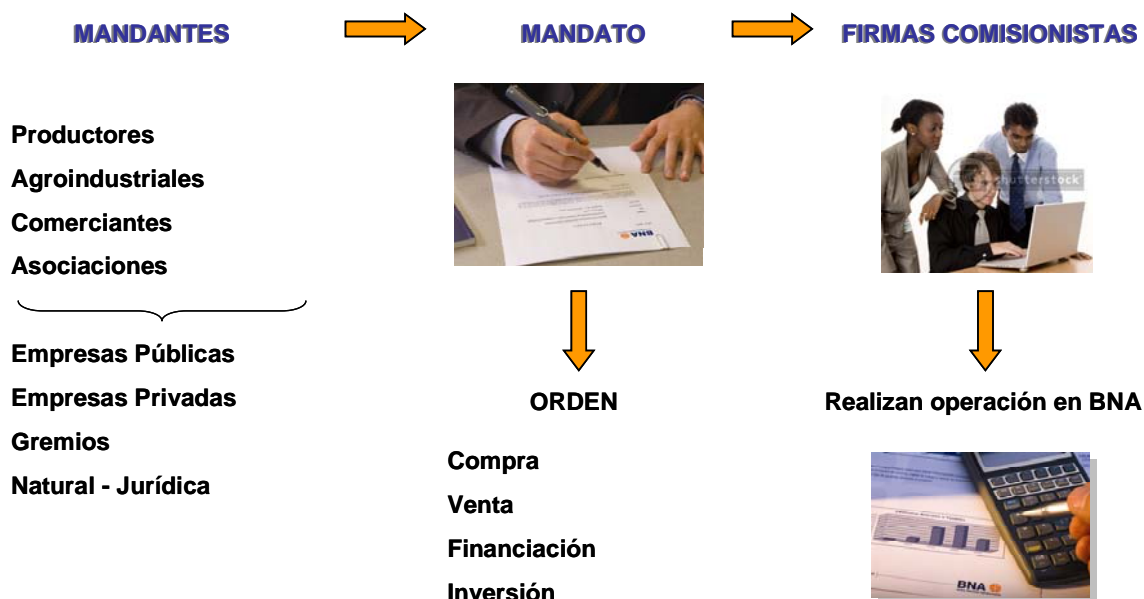 MANDANTES
MANDATO
FIRMAS COMISIONISTAS
Productores
Agroindustriales
Comerciantes
Asociaciones
Empresas Públicas
Empresas Privadas
Gremios
Natural - Jurídica
BNA
ORDEN
Compra
Venta
Financiación
Inversión
shutterstock
Realizan operación en BNA
BNA